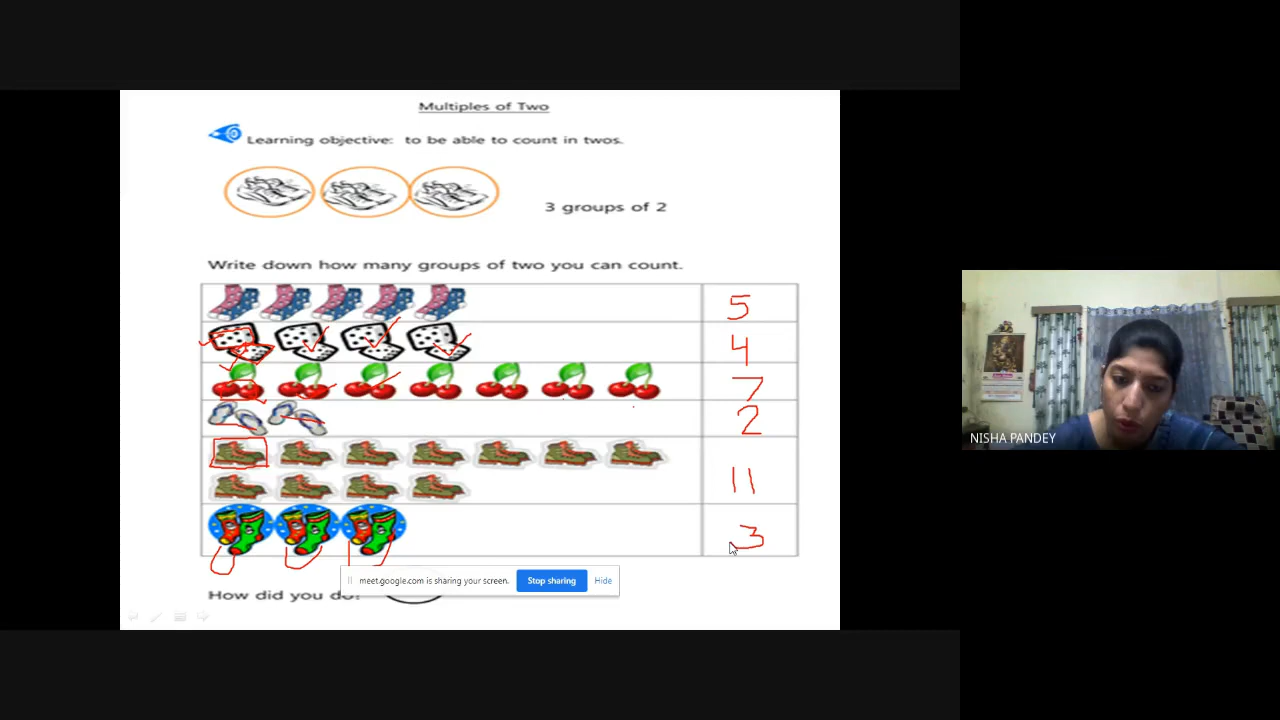 Multiples of Two
Learning objective: to be able to count in twos.
3 groups of 2
Write down how many groups of two you can count.
5
4
7
2
11
3
meet.google.com is sharing your screen. Stop sharing Hide
How did you do?
NISHA PANDEY